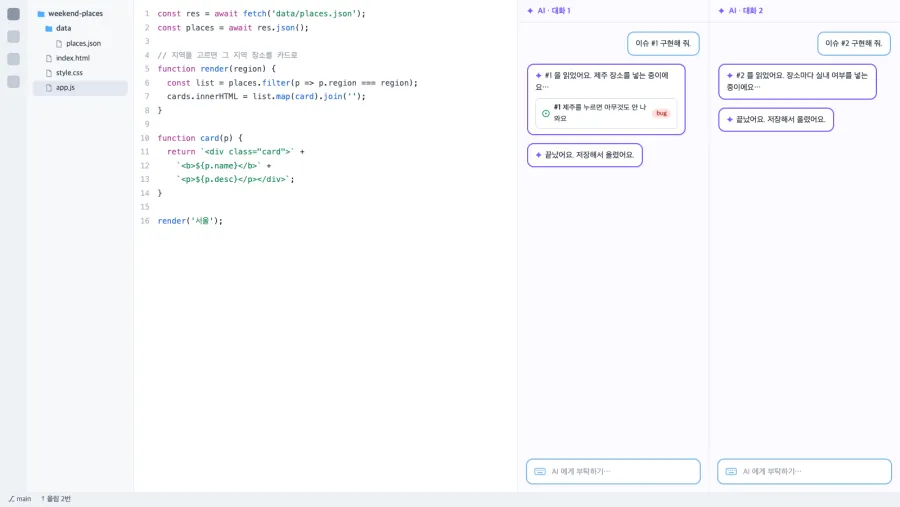 weekend-places
data
places.json
index.html
style.css
app.js
1 const res = await fetch('data/places.json');
2 const places = await res.json();
3
4 // 지역을 고르면 그 지역 장소를 카드로
5 function render(region) {
6 const list = places.filter(p => p.region === region);
7 cards.innerHTML = list.map(card).join('');
8 }
9
10 function card(p) {
11 return `<div class="card">` +
12 `<b>${p.name}</b>` +
13 `<p>${p.desc}</p></div>`;
14 }
15
16 render('서울');
AI · 대화 1
이슈 #1 구현해 줘.
#1 을 읽었어요. 제주 장소를 넣는 중이에
요…
#1 제주를 누르면 아무것도 안 나
와요
bug
끝났어요. 저장해서 올렸어요.
AI 에게 부탁하기…
AI · 대화 2
이슈 #2 구현해 줘.
#2 를 읽었어요. 장소마다 실내 여부를 넣는
중이에요…
끝났어요. 저장해서 올렸어요.
AI 에게 부탁하기…
main
↑ 올림 2번